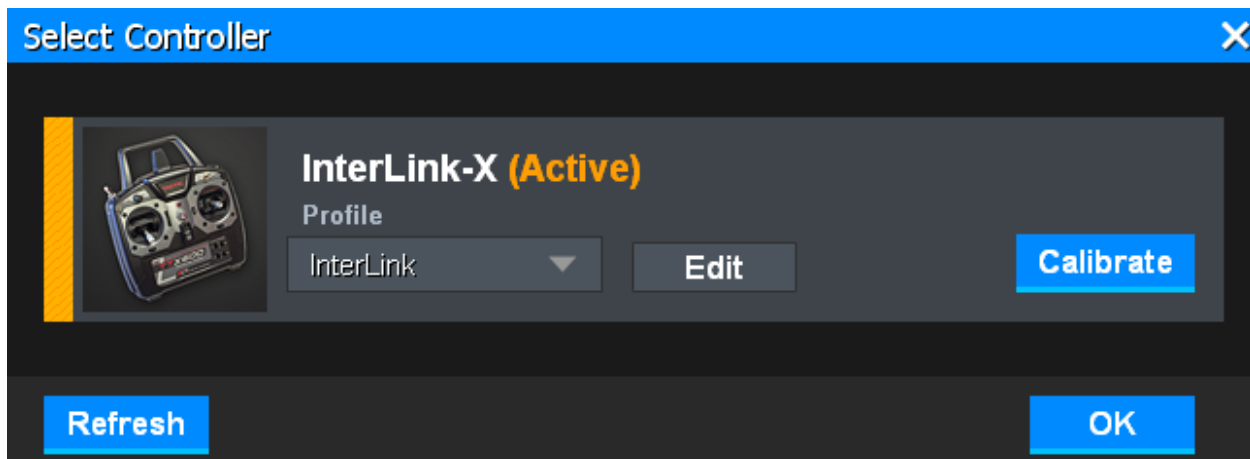 Select Controller
InterLink-X (Active)
Profile
InterLink
Edit
Calibrate
Refresh
OK